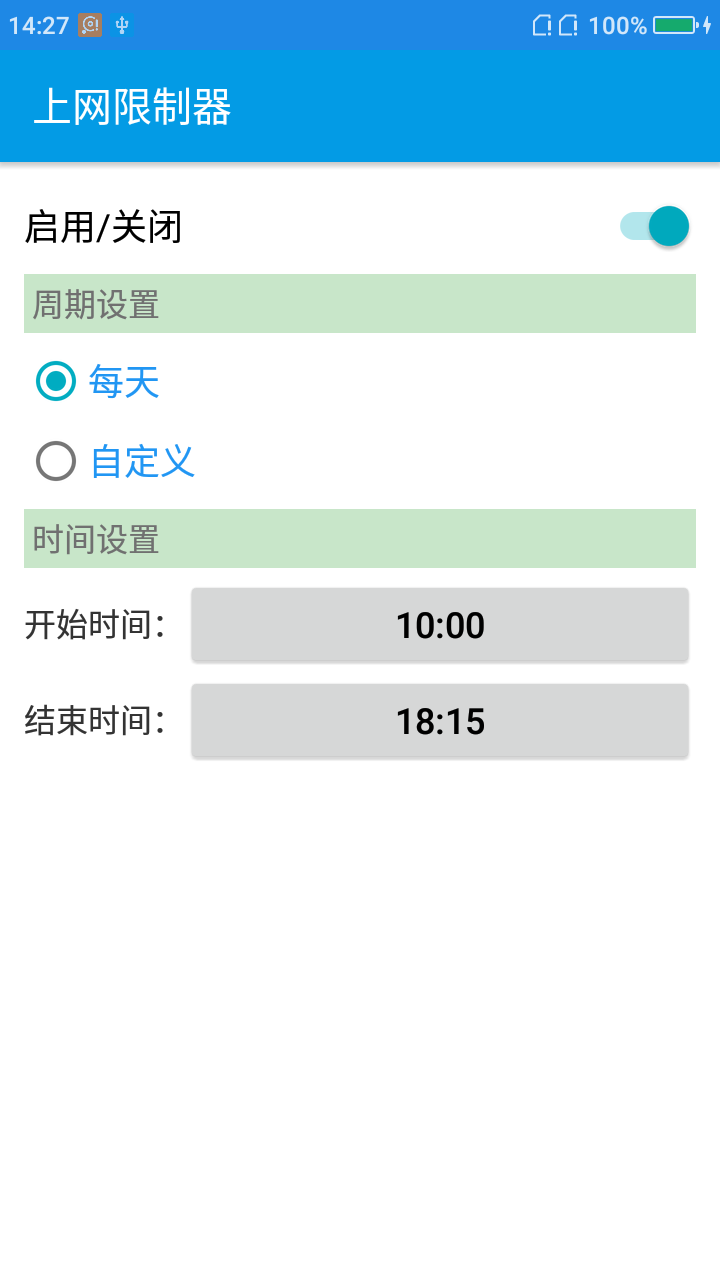 14:27 100%
上网限制器
启用/关闭
周期设置
每天
自定义
时间设置
开始时间: 10:00
结束时间: 18:15